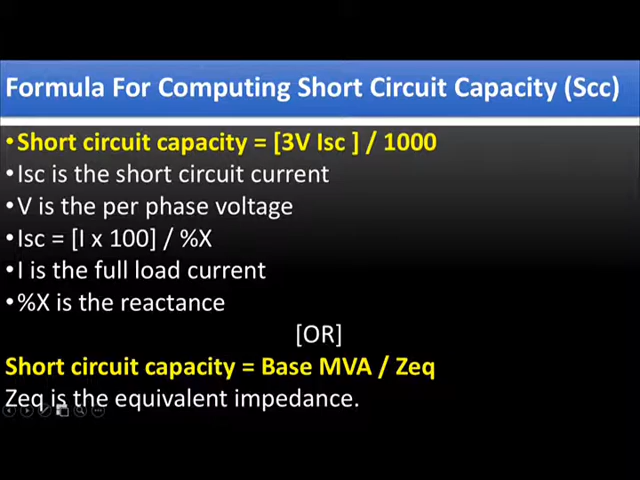 Formula For Computing Short Circuit Capacity (Scc)
•Short circuit capacity = [3V Isc ] / 1000
•Isc is the short circuit current
•V is the per phase voltage
•Isc = [I x 100] / %X
•I is the full load current
•%X is the reactance
[OR]
Short circuit capacity = Base MVA / Zeq
Zeq is the equivalent impedance.